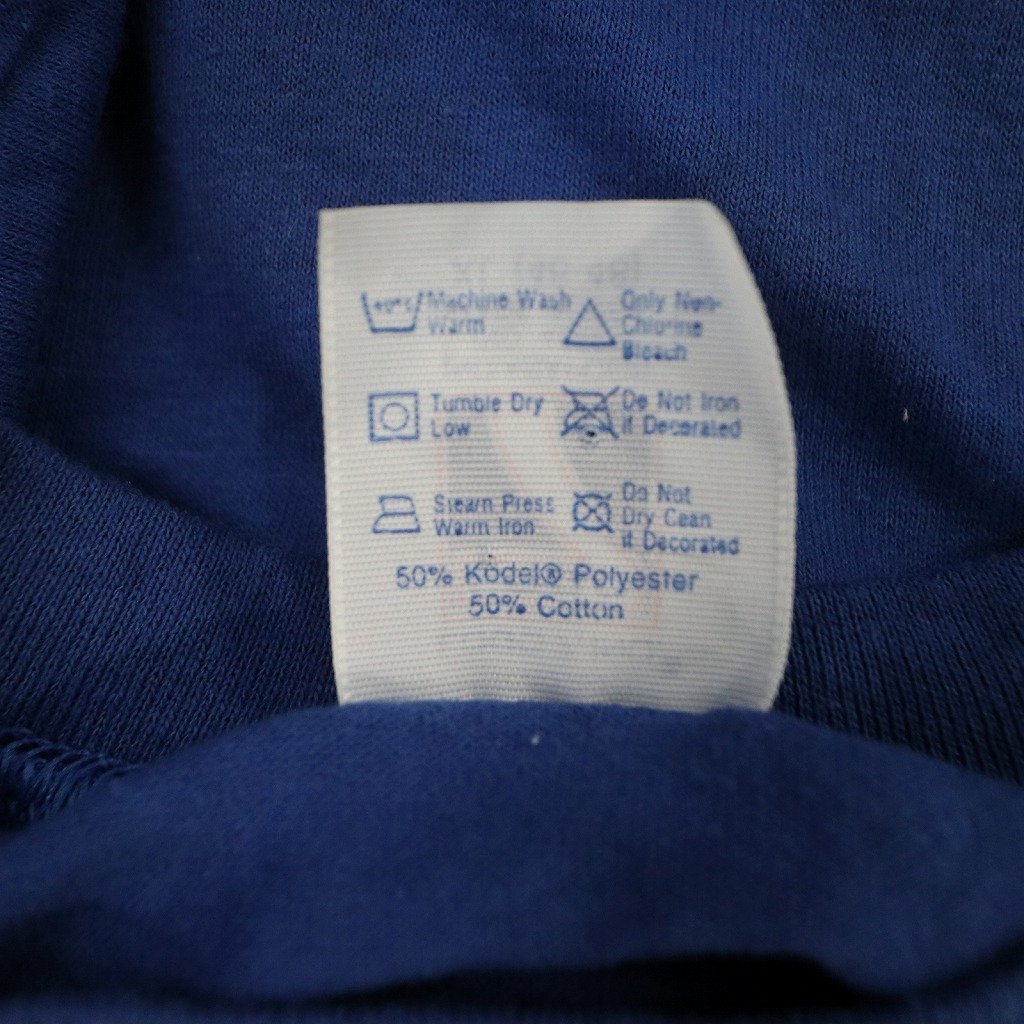 40°C Machine Wash
Warm
Only Non-
Chlorine
Bleach
Tumble Dry
Low
Do Not Iron
if Decorated
Steam Press
Warm Iron
Do Not
Dry Cean
if Decorated
50% Kodel® Polyester
50% Cotton